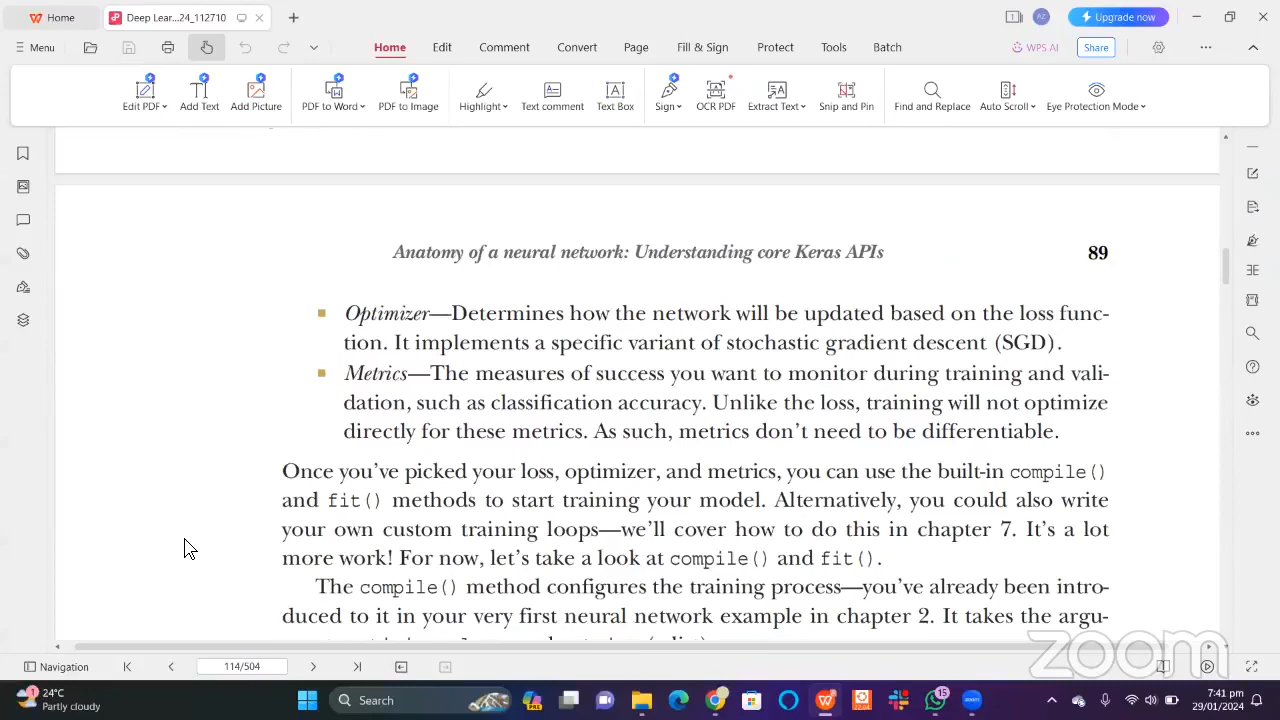 Home
Deep Lear...24_112710
AZ
Upgrade now
Menu
Home
Edit
Comment
Convert
Page
Fill & Sign
Protect
Tools
Batch
WPS AI
Share
Edit PDF
Add Text
Add Picture
PDF to Word
PDF to Image
Highlight
Text comment
Text Box
Sign
OCR PDF
Extract Text
Snip and Pin
Find and Replace
Auto Scroll
Eye Protection Mode
Anatomy of a neural network: Understanding core Keras APIs
89
Optimizer—Determines how the network will be updated based on the loss func-
tion. It implements a specific variant of stochastic gradient descent (SGD).
Metrics—The measures of success you want to monitor during training and vali-
dation, such as classification accuracy. Unlike the loss, training will not optimize
directly for these metrics. As such, metrics don't need to be differentiable.
Once you've picked your loss, optimizer, and metrics, you can use the built-in compile()
and fit() methods to start training your model. Alternatively, you could also write
your own custom training loops—we'll cover how to do this in chapter 7. It's a lot
more work! For now, let's take a look at compile() and fit().
The compile() method configures the training process—you've already been intro-
duced to it in your very first neural network example in chapter 2. It takes the argu-
zoom
Navigation
114/504
1
24°C
Partly cloudy
Search
PRE
15
zoom
7:41 pm
29/01/2024